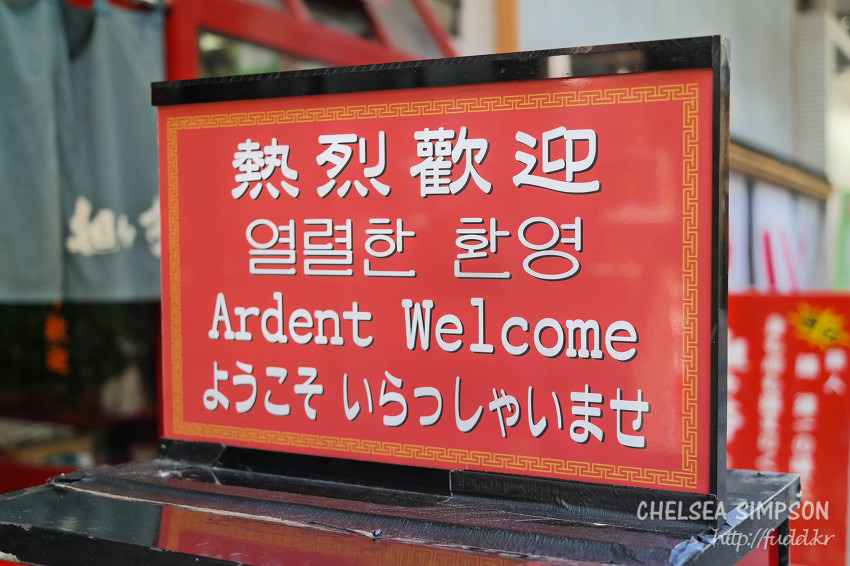 熱烈歡迎
열렬한 환영
Ardent Welcome
ようこそ いらっしゃいませ
CHELSEA SIMPSON
http://fudd.kr